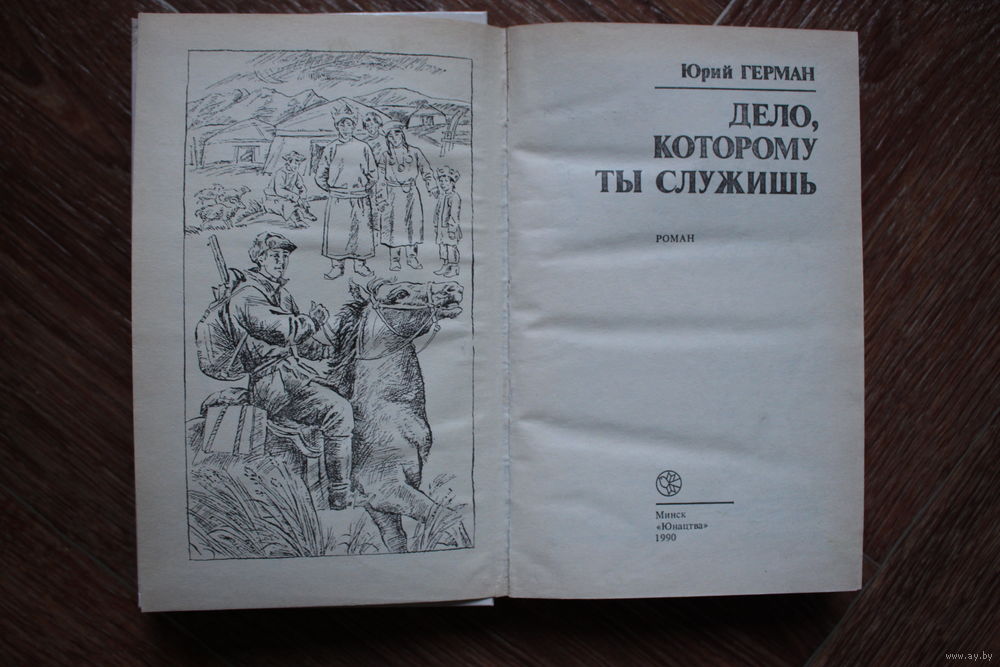 Юрий ГЕРМАН
ДЕЛО,
КОТОРОМУ
ТЫ СЛУЖИШЬ
РОМАН
Минск
«Юнацтва»
1990
www.ay.by